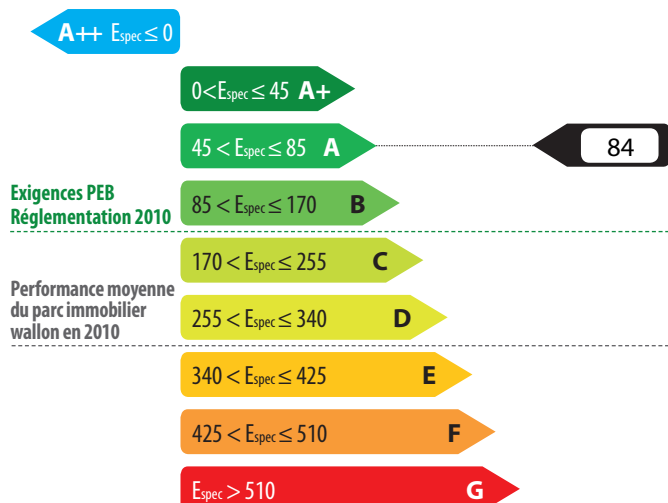 A++ Espec ≤ 0
0<Espec ≤ 45 A+
45 < Espec ≤ 85 A
84
Exigences PEB
Réglementation 2010
85 < Espec ≤ 170 B
170 < Espec ≤ 255 C
Performance moyenne
du parc immobilier
wallon en 2010
255 < Espec ≤ 340 D
340 < Espec ≤ 425 E
425 < Espec ≤ 510 F
Espec > 510 G